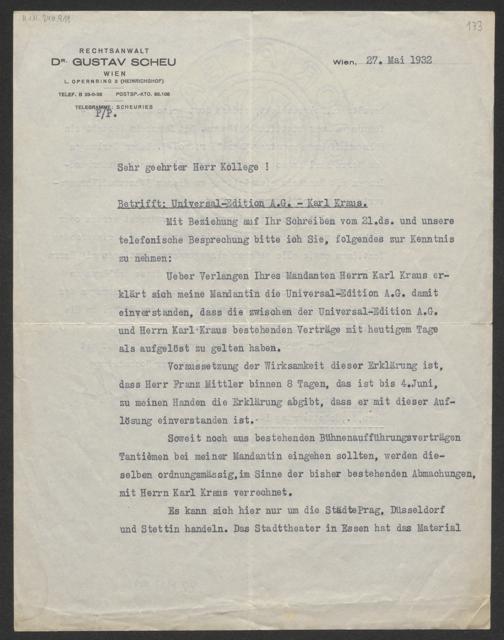 173
RECHTSANWALT
DR. GUSTAV SCHEU
WIEN
I., OPERNRING 3 (HEINRICHSHOF)
TELEF. B 25-0-35 POSTSP.-KTO. 85.106
TELEGRAMME: SCHEURIES
P/P.
Wien, 27. Mai 1932
Sehr geehrter Herr Kollege !
Betrifft: Universal-Edition A.G. - Karl Kraus.
Mit Beziehung auf Ihr Schreiben vom 21.ds. und unsere
telefonische Besprechung bitte ich Sie, folgendes zur Kenntnis
zu nehmen:
Ueber Verlangen Ihres Mandanten Herrn Karl Kraus er-
klärt sich meine Mandantin die Universal-Edition A.G. damit
einverstanden, dass die zwischen der Universal-Edition A.G.
und Herrn Karl Kraus bestehenden Verträge mit heutigem Tage
als aufgelöst zu gelten haben.
Voraussetzung der Wirksamkeit dieser Erklärung ist,
dass Herr Franz Mittler binnen 8 Tagen, das ist bis 4.Juni,
zu meinen Handen die Erklärung abgibt, dass er mit dieser Auf-
lösung einverstanden ist.
Soweit noch aus bestehenden Bühnenaufführungsverträgen
Tantièmen bei meiner Mandantin eingehen sollten, werden die-
selben ordnungsmässig,im Sinne der bisher bestehenden Abmachungen,
mit Herrn Karl Kraus verrechnet.
Es kann sich hier nur um die StädtePrag, Düsseldorf
und Stettin handeln. Das Stadttheater in Essen hat das Material